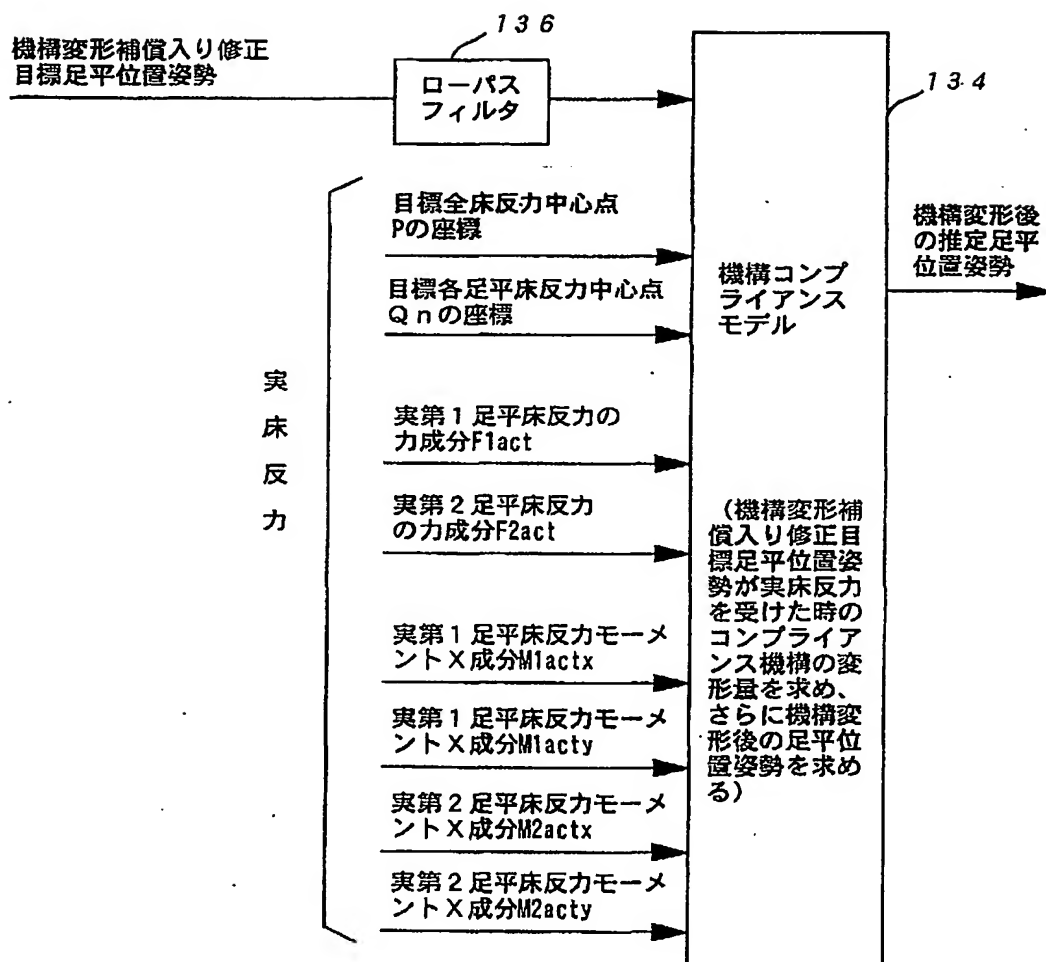 136
機構変形補償入り修正
目標足平位置姿勢
ローパス
フィルタ
134
目標全床反力中心点
Pの座標
目標各足平床反力中心点
Qnの座標
実床反力
実第1足平床反力の
力成分F1act
実第2足平床反力
の力成分F2act
実第1足平床反力モーメ
ントX成分M1actx
実第1足平床反力モーメ
ントX成分M1acty
実第2足平床反力モーメ
ントX成分M2actx
実第2足平床反力モーメ
ントX成分M2acty
機構コンプ
ライアンス
モデル
(機構変形補
償入り修正目
標足平位置姿
勢が実床反力
を受けた時の
コンプライア
ンス機構の変
形量を求め、
さらに機構変
形後の足平位
置姿勢を求め
る)
機構変形後
の推定足平
位置姿勢